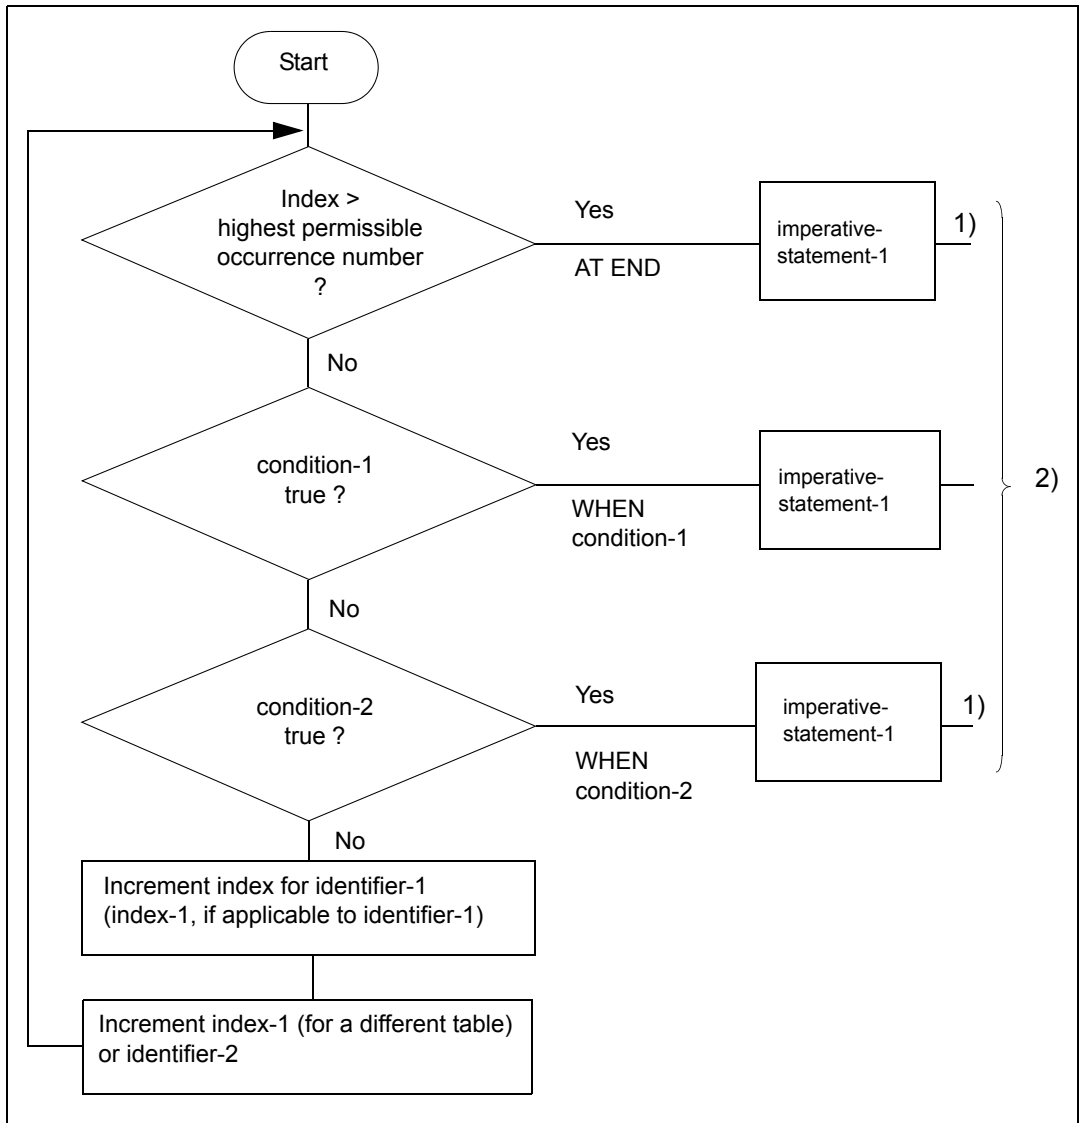 Start
Index >
highest permissible
occurrence number
?
Yes
AT END
imperative-
statement-1
1)
No
condition-1
true ?
Yes
WHEN
condition-1
imperative-
statement-1
2)
No
condition-2
true ?
Yes
WHEN
condition-2
imperative-
statement-1
1)
No
Increment index for identifier-1
(index-1, if applicable to identifier-1)
Increment index-1 (for a different table)
or identifier-2